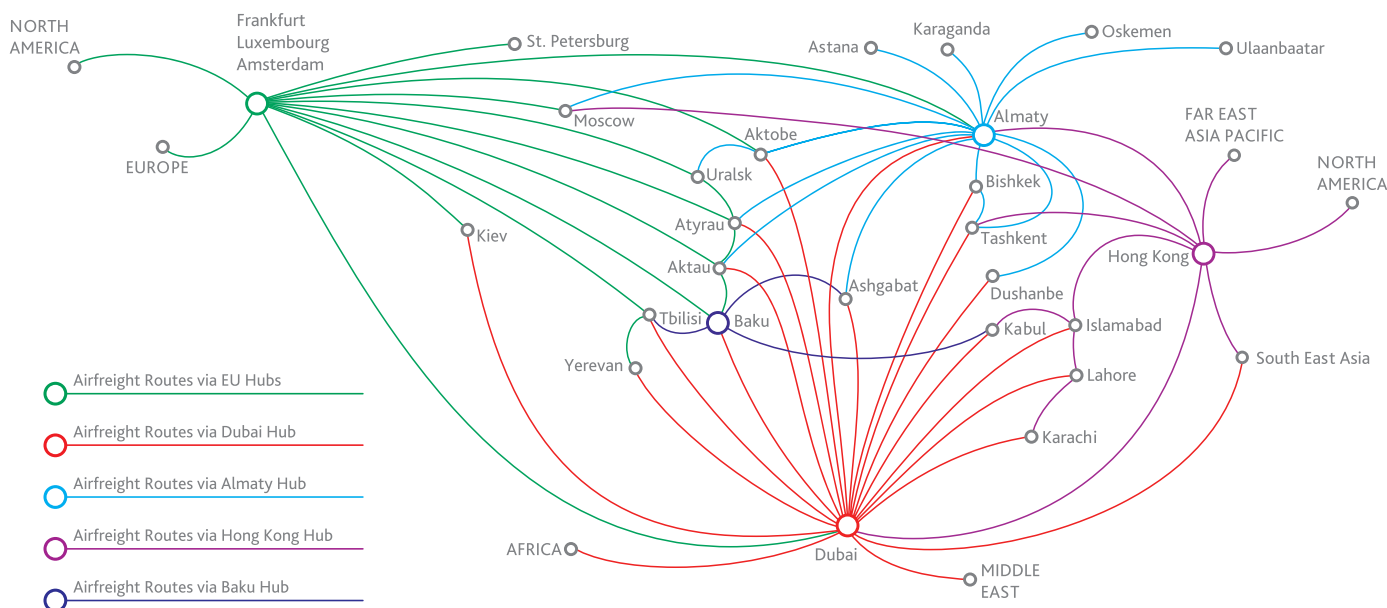 NORTH
AMERICA
Frankfurt
Luxembourg
Amsterdam
St. Petersburg
Astana
Karaganda
Oskemen
Ulaanbaatar
Moscow
Aktobe
Almaty
FAR EAST
ASIA PACIFIC
EUROPE
Uralsk
Bishkek
NORTH
AMERICA
Kiev
Atyrau
Tashkent
Aktau
Hong Kong
Ashgabat
Dushanbe
Tbilisi
Baku
Kabul
Islamabad
Yerevan
South East Asia
Lahore
Karachi
Airfreight Routes via EU Hubs
Airfreight Routes via Dubai Hub
Airfreight Routes via Almaty Hub
Airfreight Routes via Hong Kong Hub
Airfreight Routes via Baku Hub
AFRICA
Dubai
MIDDLE
EAST